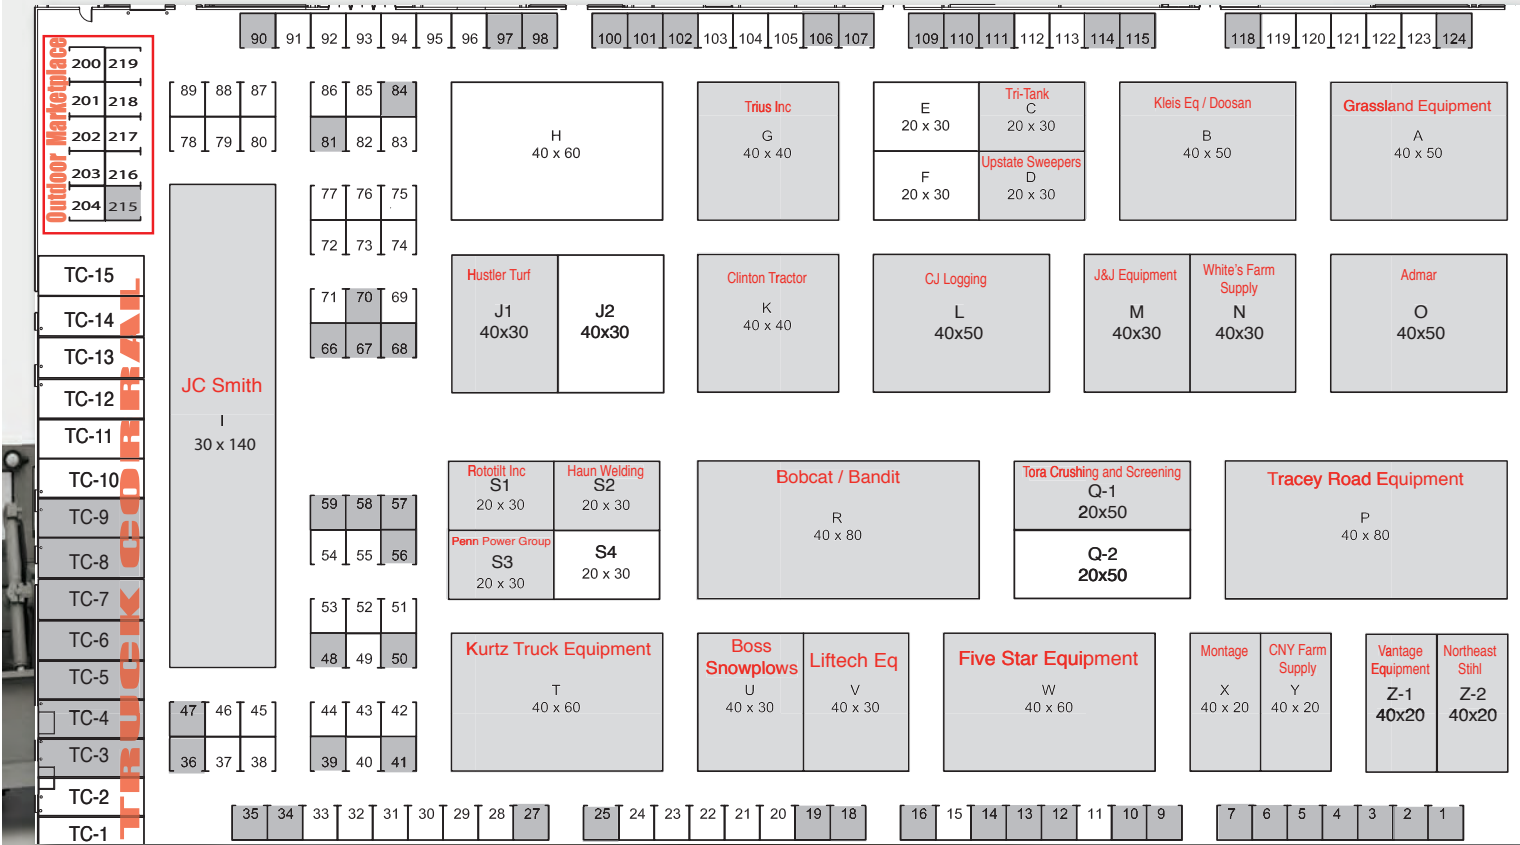 90 91 92 93 94 95 96 97 98
100 101 102 103 104 105 106 107
109 110 111 112 113 114 115
118 119 120 121 122 123 124
Outdoor Marketplace
200 219
201 218
202 217
203 216
204 215
89 88 87
78 79 80
86 85 84
81 82 83
77 76 75
72 73 74
71 70 69
66 67 68
H
40 x 60
Trius Inc
G
40 x 40
E
20 x 30
Tri-Tank
C
20 x 30
F
20 x 30
Upstate Sweepers
D
20 x 30
Kleis Eq / Doosan
B
40 x 50
Grassland Equipment
A
40 x 50
TRUCK CORRAL
TC-15
TC-14
TC-13
TC-12
TC-11
TC-10
TC-9
TC-8
TC-7
TC-6
TC-5
TC-4
TC-3
TC-2
TC-1
JC Smith
I
30 x 140
Hustler Turf
J1
40x30
J2
40x30
Clinton Tractor
K
40 x 40
CJ Logging
L
40x50
J&J Equipment
M
40x30
White's Farm
Supply
N
40x30
Admar
O
40x50
59 58 57
54 55 56
53 52 51
48 49 50
Rototilt Inc
S1
20 x 30
Haun Welding
S2
20 x 30
Penn Power Group
S3
20 x 30
S4
20 x 30
Bobcat / Bandit
R
40 x 80
Tora Crushing and Screening
Q-1
20x50
Q-2
20x50
Tracey Road Equipment
P
40 x 80
47 46 45
36 37 38
44 43 42
39 40 41
Kurtz Truck Equipment
T
40 x 60
Boss
Snowplows
U
40 x 30
Liftech Eq
V
40 x 30
Five Star Equipment
W
40 x 60
Montage
X
40 x 20
CNY Farm
Supply
Y
40 x 20
Vantage
Equipment
Z-1
40x20
Northeast
Stihl
Z-2
40x20
35 34 33 32 31 30 29 28 27
25 24 23 22 21 20 19 18
16 15 14 13 12 11 10 9
7 6 5 4 3 2 1